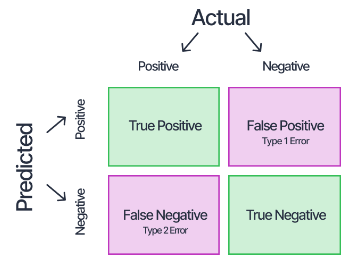 Actual
Positive
Negative
Predicted
Positive
True Positive
False Positive
Type 1 Error
Negative
False Negative
Type 2 Error
True Negative